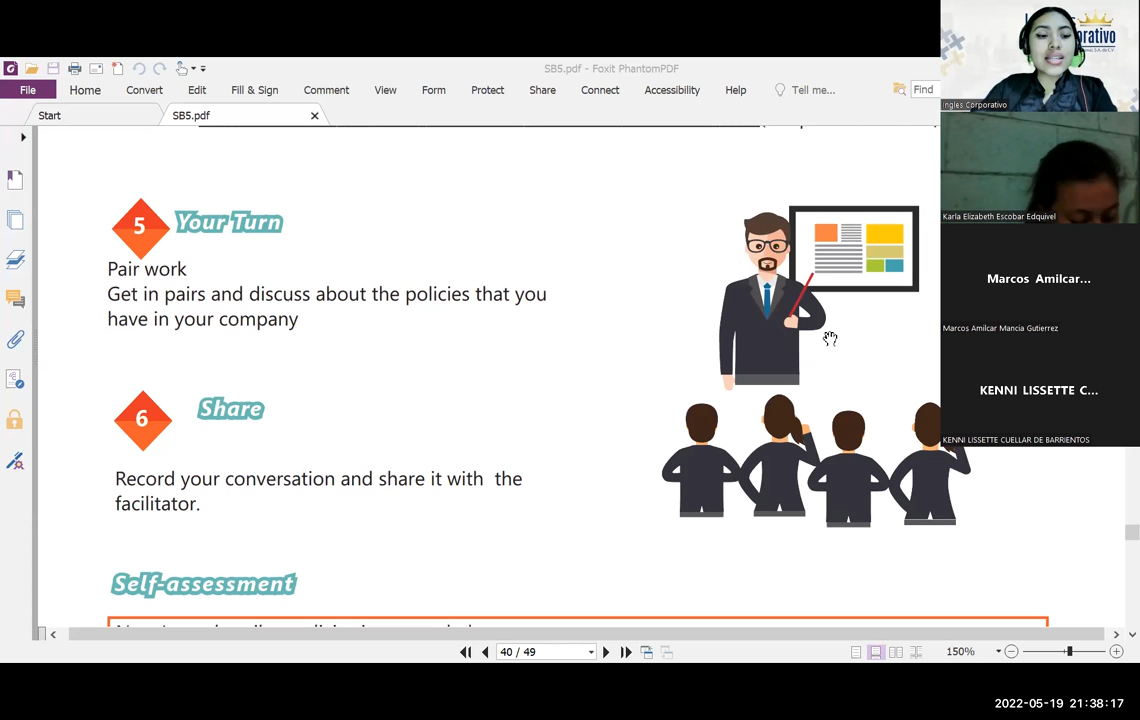 orativo
SB5.pdf - Foxit PhantomPDF
File Home Convert Edit Fill & Sign Comment View Form Protect Share Connect Accessibility Help Tell me... Find
Ingles Corporativo
Start SB5.pdf
5 Your Turn
Pair work
Get in pairs and discuss about the policies that you
have in your company
Karla Elizabeth Escobar Edquivel
Marcos Amilcar...
Marcos Amilcar Mancia Gutierrez
KENNI LISSETTE C...
KENNI LISSETTE CUELLAR DE BARRIENTOS
6 Share
Record your conversation and share it with the
facilitator.
Self-assessment
40 / 49
150%
2022-05-19 21:38:17